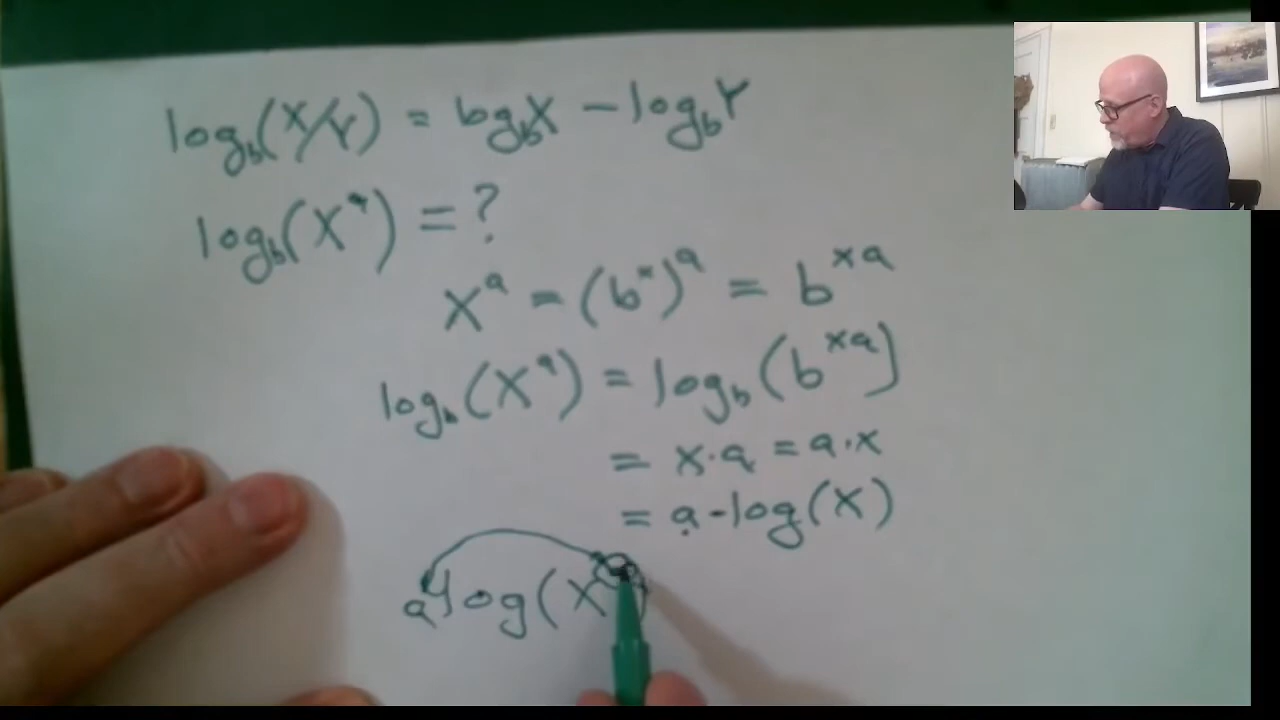 log_b(X/Y) = log_b X - log_b Y
log_b(X^a) = ?
X^a = (b^x)^a = b^{xa}
log_b(X^a) = log_b(b^{xa})
= x·a = a·x
= a·log(X)
a log(X